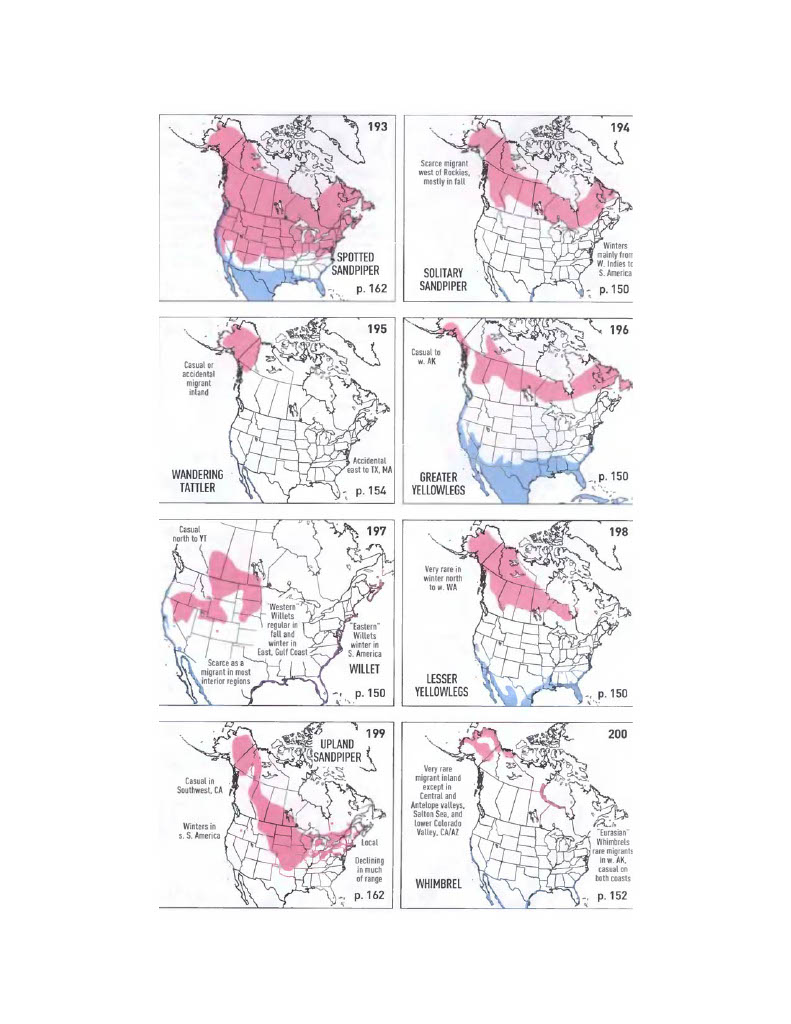 193
SPOTTED
SANDPIPER
p. 162
194
Scarce migrant
west of Rockies,
mostly in fall
Winters
mainly from
W. Indies to
S. America
SOLITARY
SANDPIPER
p. 150
195
Casual or
accidental
migrant
inland
Accidental
east to TX, MA
WANDERING
TATTLER
p. 154
196
Casual to
w. AK
GREATER
YELLOWLEGS
p. 150
197
Casual
north to YT
"Western"
Willets
regular in
fall and
winter in
East, Gulf Coast
"Eastern"
Willets
winter in
S. America
Scarce as a
migrant in most
interior regions
WILLET
p. 150
198
Very rare in
winter north
to w. WA
LESSER
YELLOWLEGS
p. 150
199
UPLAND
SANDPIPER
Casual in
Southwest, CA
Winters in
s. S. America
Local
Declining
in much
of range
p. 162
200
Very rare
migrant inland
except in
Central and
Antelope valleys,
Salton Sea, and
lower Colorado
Valley, CA/AZ
"Eurasian"
Whimbrels
rare migrants
in w. AK,
casual on
both coasts
WHIMBREL
p. 152